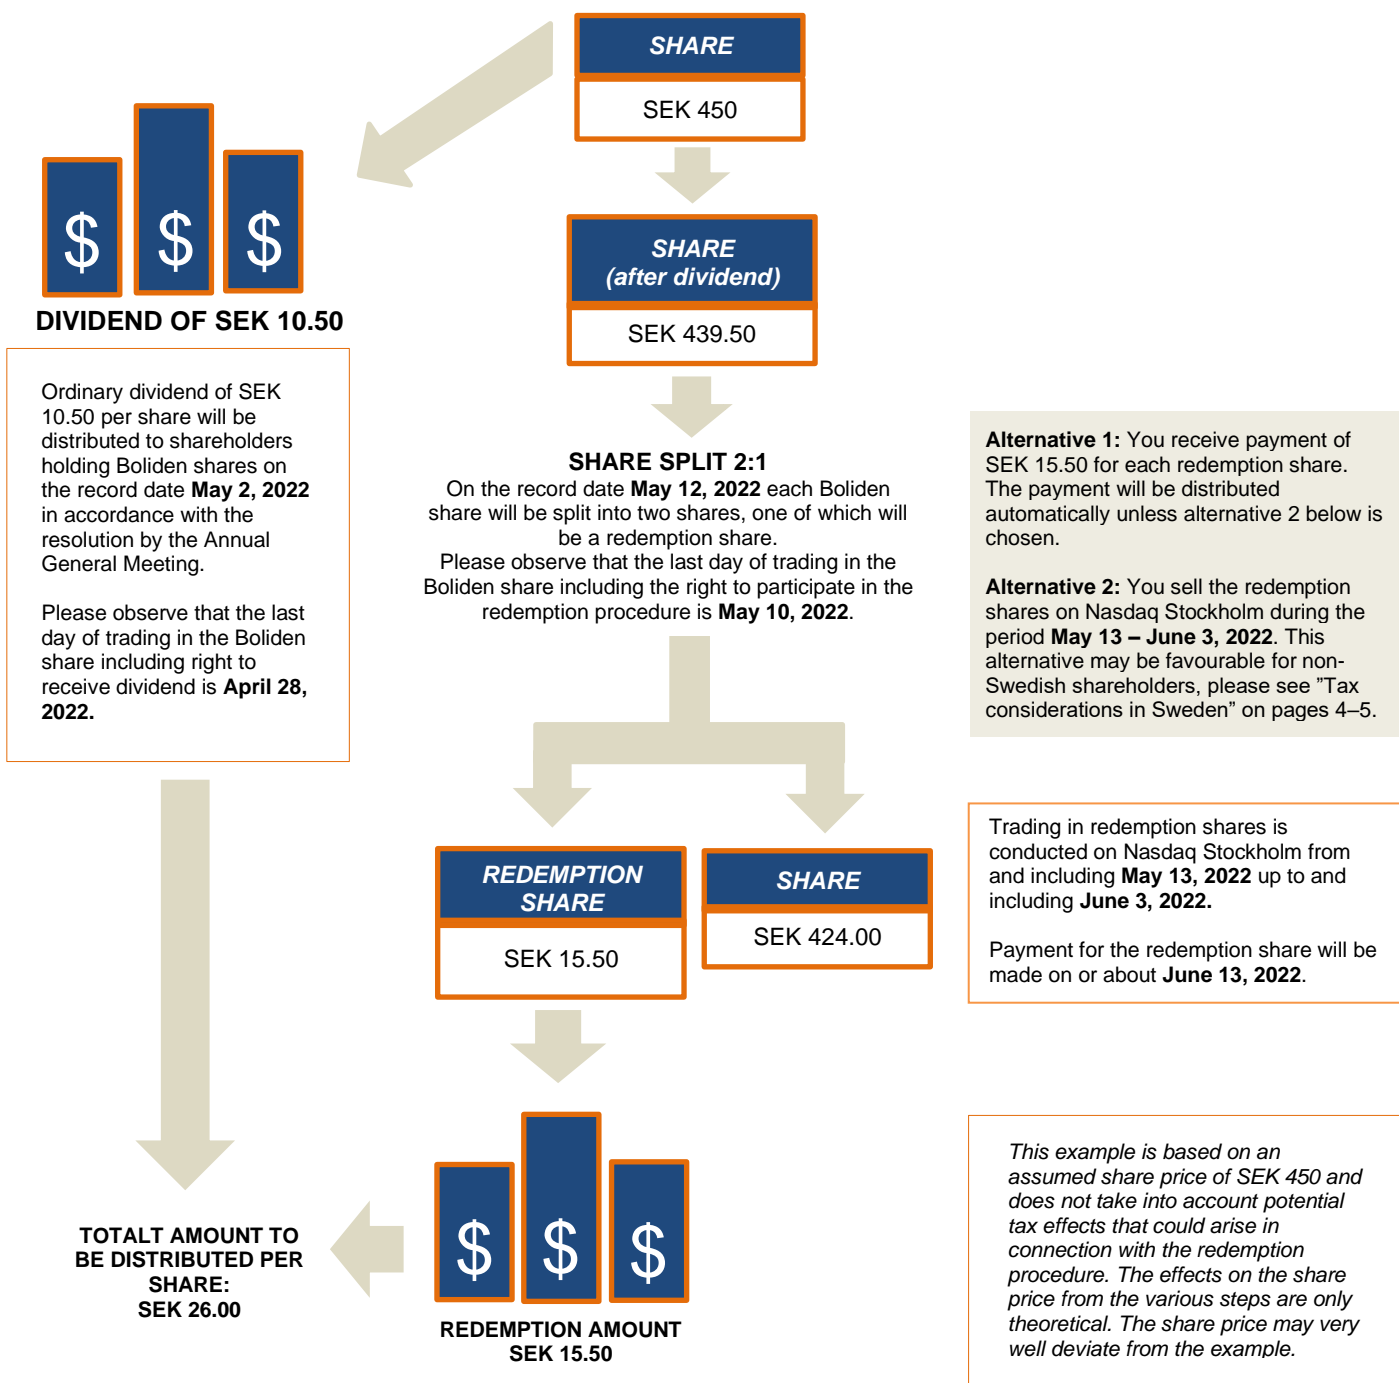 SHARE
SEK 450
$ $ $
DIVIDEND OF SEK 10.50
Ordinary dividend of SEK
10.50 per share will be
distributed to shareholders
holding Boliden shares on
the record date May 2, 2022
in accordance with the
resolution by the Annual
General Meeting.
Please observe that the last
day of trading in the Boliden
share including right to
receive dividend is April 28,
2022.
SHARE
(after dividend)
SEK 439.50
SHARE SPLIT 2:1
On the record date May 12, 2022 each Boliden
share will be split into two shares, one of which will
be a redemption share.
Please observe that the last day of trading in the
Boliden share including the right to participate in the
redemption procedure is May 10, 2022.
Alternative 1: You receive payment of
SEK 15.50 for each redemption share.
The payment will be distributed
automatically unless alternative 2 below is
chosen.
Alternative 2: You sell the redemption
shares on Nasdaq Stockholm during the
period May 13 – June 3, 2022. This
alternative may be favourable for non-
Swedish shareholders, please see ”Tax
considerations in Sweden” on pages 4–5.
REDEMPTION
SHARE
SEK 15.50
SHARE
SEK 424.00
Trading in redemption shares is
conducted on Nasdaq Stockholm from
and including May 13, 2022 up to and
including June 3, 2022.
Payment for the redemption share will be
made on or about June 13, 2022.
TOTALT AMOUNT TO
BE DISTRIBUTED PER
SHARE:
SEK 26.00
$ $ $
REDEMPTION AMOUNT
SEK 15.50
This example is based on an
assumed share price of SEK 450 and
does not take into account potential
tax effects that could arise in
connection with the redemption
procedure. The effects on the share
price from the various steps are only
theoretical. The share price may very
well deviate from the example.